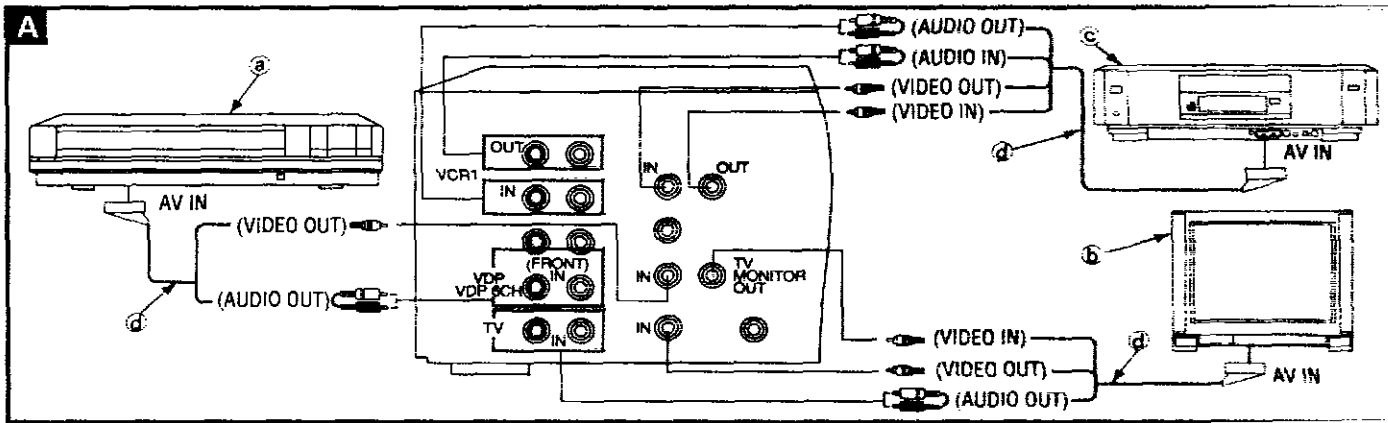 A
(AUDIO OUT)
(AUDIO IN)
(VIDEO OUT)
(VIDEO IN)
a
c
d
AV IN
OUT
VCR1
IN
IN
OUT
AV IN
(VIDEO OUT)
(AUDIO OUT)
d
(FRONT)
VDP
IN
VDP 6CH
TV
IN
IN
TV
MONITOR
OUT
IN
b
(VIDEO IN)
(VIDEO OUT)
(AUDIO OUT)
d
AV IN